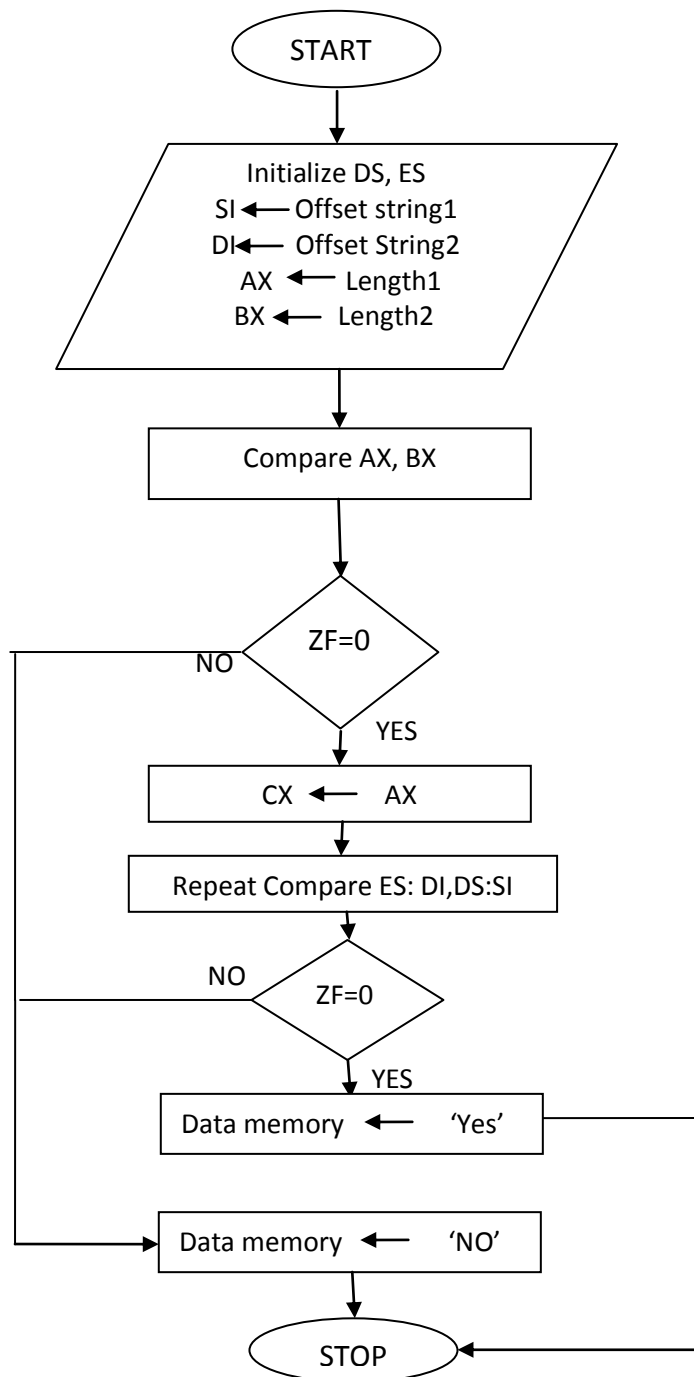 START
Initialize DS, ES
SI ← Offset string1
DI ← Offset String2
AX ← Length1
BX ← Length2
Compare AX, BX
ZF=0
NO
YES
CX ← AX
Repeat Compare ES: DI,DS:SI
NO
ZF=0
YES
Data memory ← ‘Yes’
Data memory ← ‘NO’
STOP